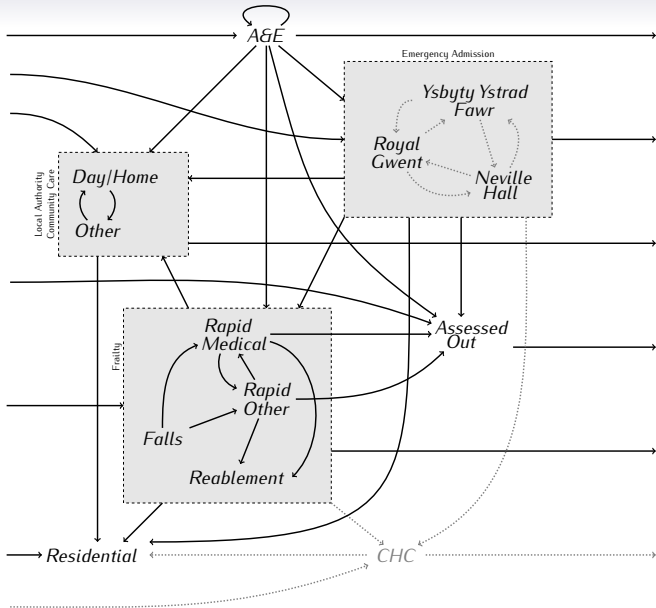 A&E
Emergency Admission
Ysbyty Ystrad
Fawr
Royal
Gwent
Neville
Hall
Local Authority
Community Care
Day/Home
Other
Frailty
Rapid
Medical
Rapid
Other
Falls
Reablement
Assessed
Out
Residential
CHC